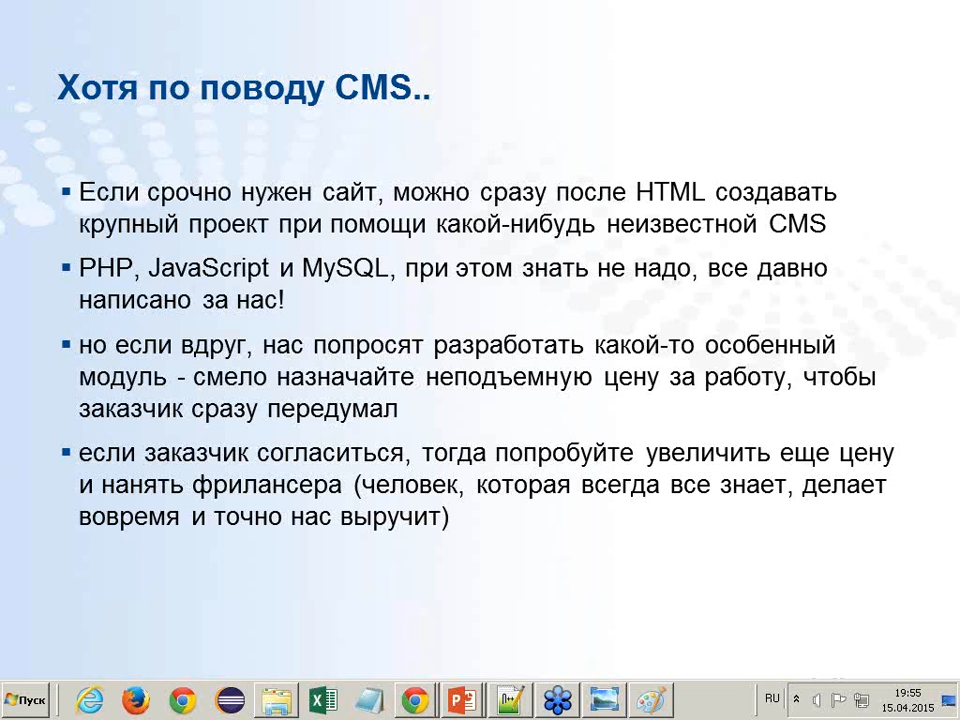 Хотя по поводу CMS..
Если срочно нужен сайт, можно сразу после HTML создавать
крупный проект при помощи какой-нибудь неизвестной CMS
PHP, JavaScript и MySQL, при этом знать не надо, все давно
написано за нас!
но если вдруг, нас попросят разработать какой-то особенный
модуль - смело назначайте неподъемную цену за работу, чтобы
заказчик сразу передумал
если заказчик согласиться, тогда попробуйте увеличить еще цену
и нанять фрилансера (человек, которая всегда все знает, делает
вовремя и точно нас выручит)
Пуск
RU
19:55
15.04.2015